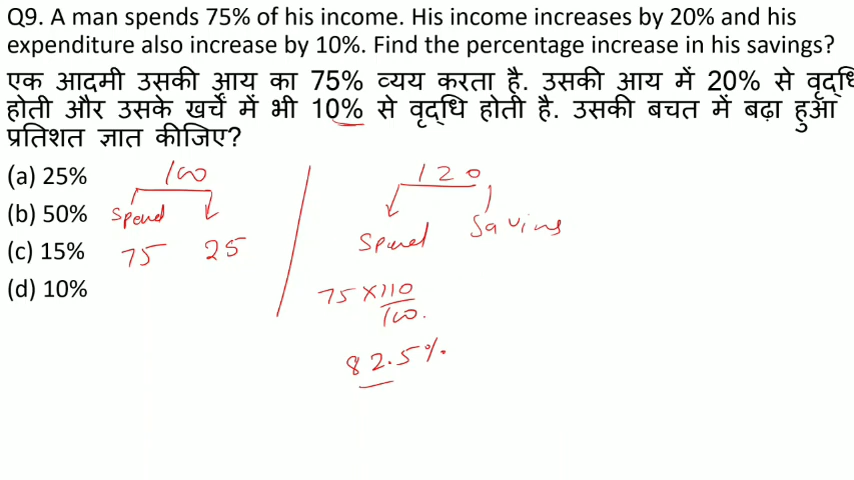 Q9. A man spends 75% of his income. His income increases by 20% and his
expenditure also increase by 10%. Find the percentage increase in his savings?
एक आदमी उसकी आय का 75% व्यय करता है. उसकी आय में 20% से वृद्धि
होती और उसके खर्चे में भी 10% से वृद्धि होती है. उसकी बचत में बढ़ा हुआ
प्रतिशत ज्ञात कीजिए?
(a) 25%
(b) 50%
(c) 15%
(d) 10%
100
Spend
75 25
120
Spend Saving
75 X 110
100.
82.5%